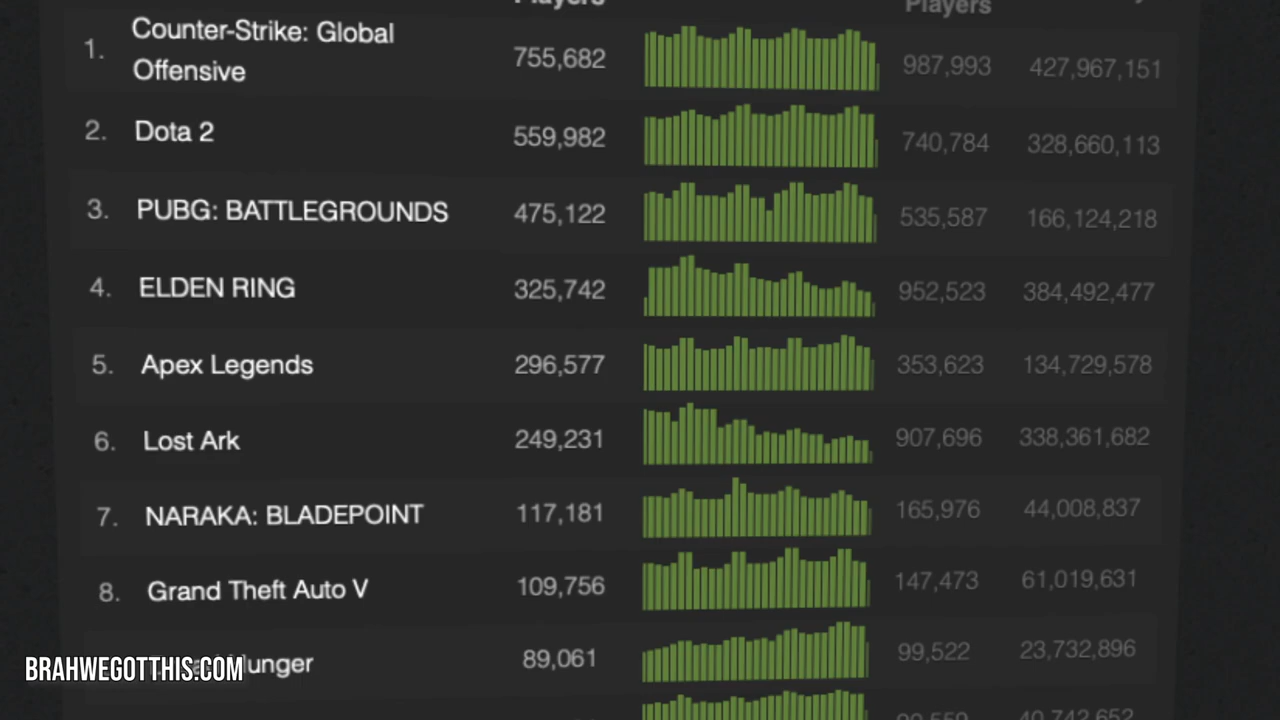 Players
Players
1. Counter-Strike: Global Offensive 755,682 987,993 427,967,151
2. Dota 2 559,982 740,784 328,660,113
3. PUBG: BATTLEGROUNDS 475,122 535,587 166,124,218
4. ELDEN RING 325,742 952,523 384,492,477
5. Apex Legends 296,577 353,623 134,729,578
6. Lost Ark 249,231 907,696 338,361,682
7. NARAKA: BLADEPOINT 117,181 165,976 44,008,837
8. Grand Theft Auto V 109,756 147,473 61,019,631
89,061 99,522 23,732,896
BRAHWEGOTTHIS.COM